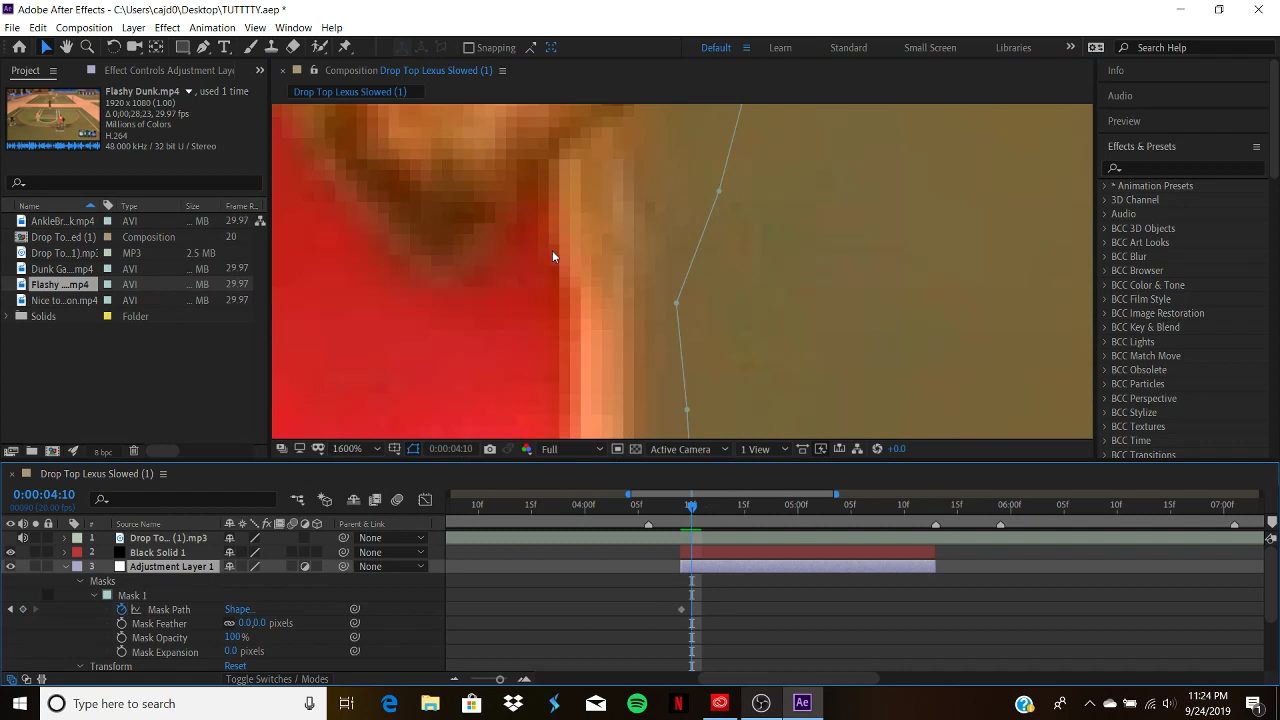 Adobe After Effects - C:\Users\cajd0\Desktop\TUTTTTY.aep *
File Edit Composition Layer Effect Animation View Window Help
Snapping
Default Learn Standard Small Screen Libraries Search Help
Project Effect Controls Adjustment Lay
Flashy Dunk.mp4 , used 1 time
1920 x 1080 (1.00)
Δ 0;00;28;23, 29.97 fps
Millions of Colors
H.264
48.000 kHz / 32 bit U / Stereo
Name Type Size Frame R
AnkleBr...k.mp4 AVI ... MB 29.97
Drop To...ed (1) Composition 20
Drop To...1).mp3 MP3 2.5 MB
Dunk Ga....mp4 AVI ... MB 29.97
Flashy ....mp4 AVI ... MB 29.97
Nice to...on.mp4 AVI ... MB 29.97
Solids Folder
8 bpc
Composition Drop Top Lexus Slowed (1)
Drop Top Lexus Slowed (1)
1600% 0:00:04:10 Full Active Camera 1 View +0.0
Info
Audio
Preview
Effects & Presets
* Animation Presets
3D Channel
Audio
BCC 3D Objects
BCC Art Looks
BCC Blur
BCC Browser
BCC Color & Tone
BCC Film Style
BCC Image Restoration
BCC Key & Blend
BCC Lights
BCC Match Move
BCC Obsolete
BCC Particles
BCC Perspective
BCC Stylize
BCC Textures
BCC Time
BCC Transitions
Drop Top Lexus Slowed (1)
0:00:04:10
00090 (20.00 fps)
10f 15f 04:00f 05f 10f 15f 05:00f 05f 10f 15f 06:00f 05f 10f 15f 07:00f
# Source Name Parent & Link
1 Drop To... (1).mp3 None
2 Black Solid 1 None
3 Adjustment Layer 1 None
Masks
Mask 1
Mask Path Shape...
Mask Feather 0.0,0.0 pixels
Mask Opacity 100%
Mask Expansion 0.0 pixels
Transform Reset
Toggle Switches / Modes
Type here to search
11:24 PM
9/24/2019